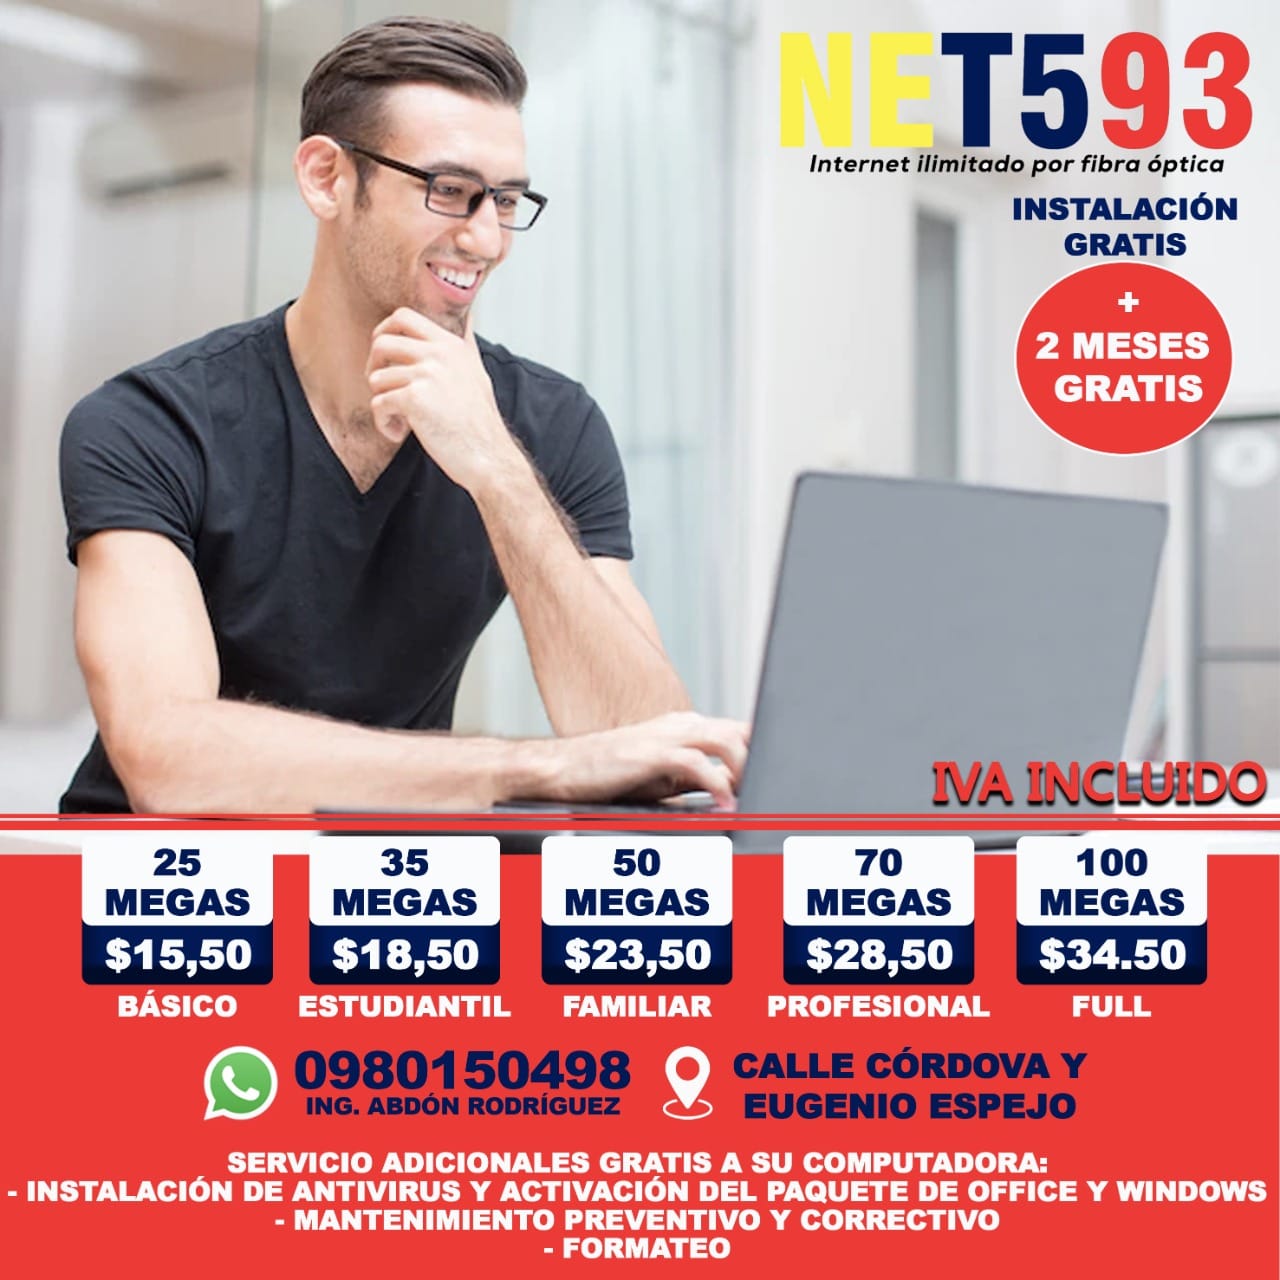 NET593
Internet ilimitado por fibra óptica
INSTALACIÓN
GRATIS
+
2 MESES
GRATIS
IVA INCLUIDO
25
MEGAS
$15,50
BÁSICO
35
MEGAS
$18,50
ESTUDIANTIL
50
MEGAS
$23,50
FAMILIAR
70
MEGAS
$28,50
PROFESIONAL
100
MEGAS
$34.50
FULL
0980150498
ING. ABDÓN RODRÍGUEZ
CALLE CÓRDOVA Y
EUGENIO ESPEJO
SERVICIO ADICIONALES GRATIS A SU COMPUTADORA:
- INSTALACIÓN DE ANTIVIRUS Y ACTIVACIÓN DEL PAQUETE DE OFFICE Y WINDOWS
- MANTENIMIENTO PREVENTIVO Y CORRECTIVO
- FORMATEO